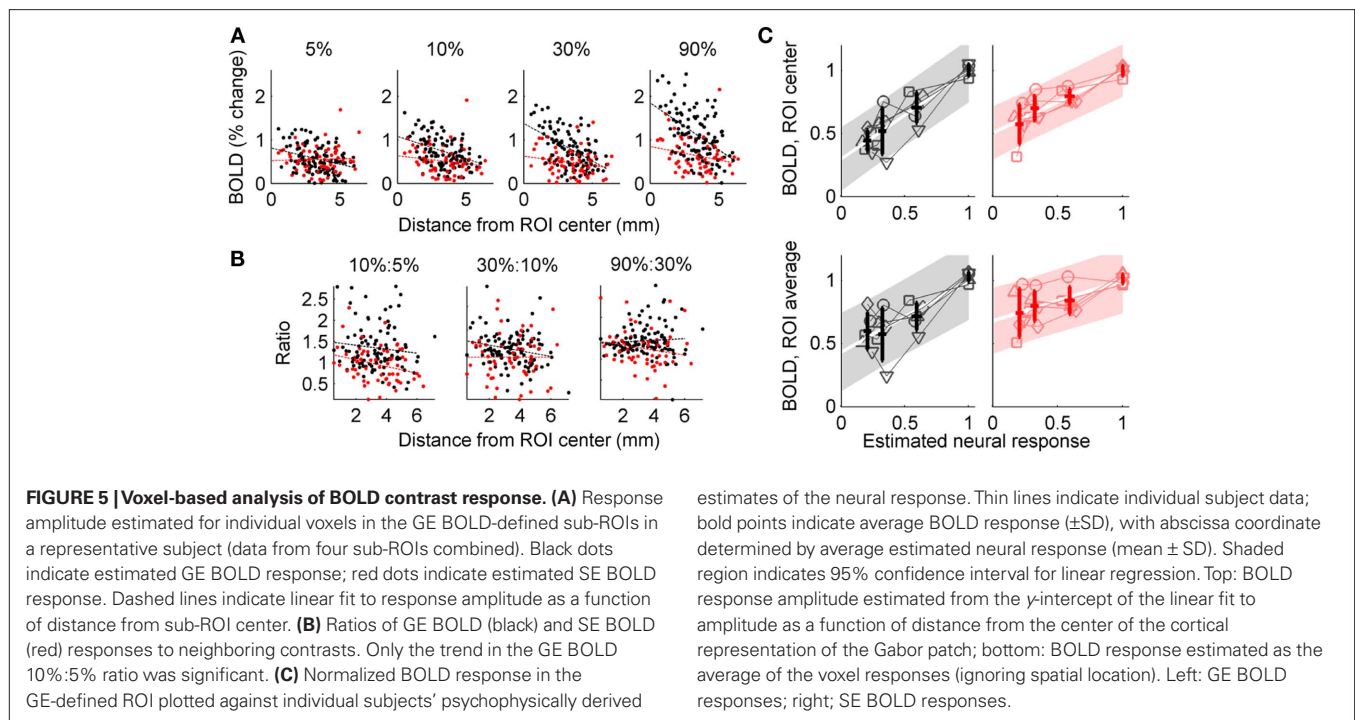 A
5% 10% 30% 90%
BOLD (% change)
2
1
0
2
1
0
2
1
0
2
1
0
0 5 0 5 0 5 0 5
Distance from ROI center (mm)
B
10%:5% 30%:10% 90%:30%
Ratio
2.5
2
1.5
1
0.5
2 4 6 2 4 6 2 4 6
Distance from ROI center (mm)
C
BOLD, ROI center
1
0.5
0
0 0.5 1 0 0.5 1
BOLD, ROI average
1
0.5
0
0 0.5 1 0 0.5 1
Estimated neural response
FIGURE 5 | Voxel-based analysis of BOLD contrast response. (A) Response
amplitude estimated for individual voxels in the GE BOLD-defined sub-ROIs in
a representative subject (data from four sub-ROIs combined). Black dots
indicate estimated GE BOLD response; red dots indicate estimated SE BOLD
response. Dashed lines indicate linear fit to response amplitude as a function
of distance from sub-ROI center. (B) Ratios of GE BOLD (black) and SE BOLD
(red) responses to neighboring contrasts. Only the trend in the GE BOLD
10%:5% ratio was significant. (C) Normalized BOLD response in the
GE-defined ROI plotted against individual subjects' psychophysically derived
estimates of the neural response. Thin lines indicate individual subject data;
bold points indicate average BOLD response (±SD), with abscissa coordinate
determined by average estimated neural response (mean ± SD). Shaded
region indicates 95% confidence interval for linear regression. Top: BOLD
response amplitude estimated from the y-intercept of the linear fit to
amplitude as a function of distance from the center of the cortical
representation of the Gabor patch; bottom: BOLD response estimated as the
average of the voxel responses (ignoring spatial location). Left: GE BOLD
responses; right; SE BOLD responses.